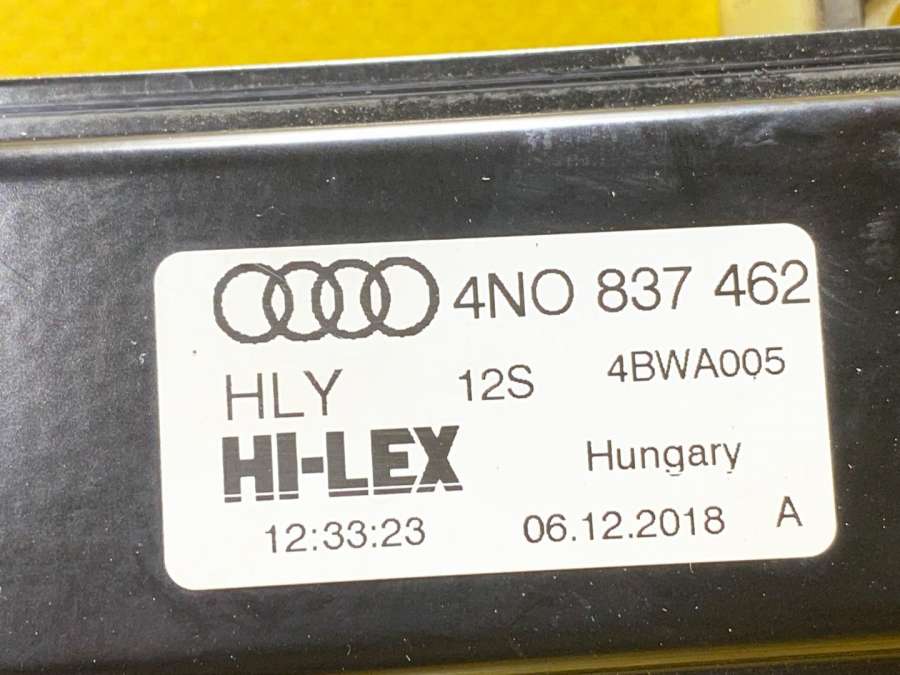 4N0 837 462
HLY 12S 4BWA005
HI-LEX Hungary
12:33:23 06.12.2018 A